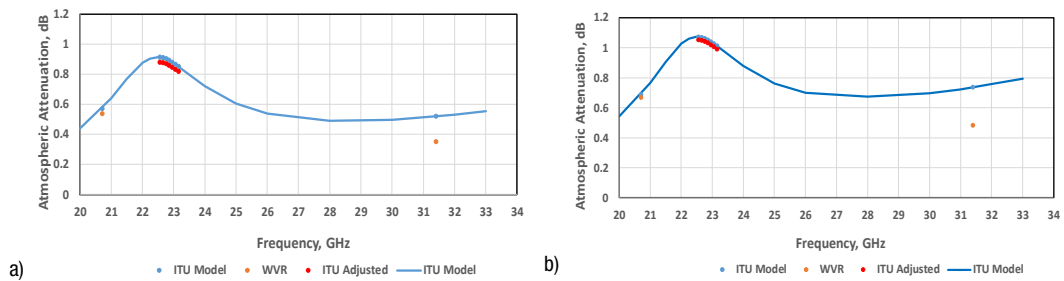 1.2
1
0.8
0.6
0.4
0.2
0
Atmospheric Attenuation, dB
20 21 22 23 24 25 26 27 28 29 30 31 32 33 34
Frequency, GHz
a)
ITU Model WVR ITU Adjusted ITU Model
1.2
1
0.8
0.6
0.4
0.2
0
Atmospheric Attenuation, dB
20 21 22 23 24 25 26 27 28 29 30 31 32 33 34
Frequency, GHz
b)
ITU Model WVR ITU Adjusted ITU Model